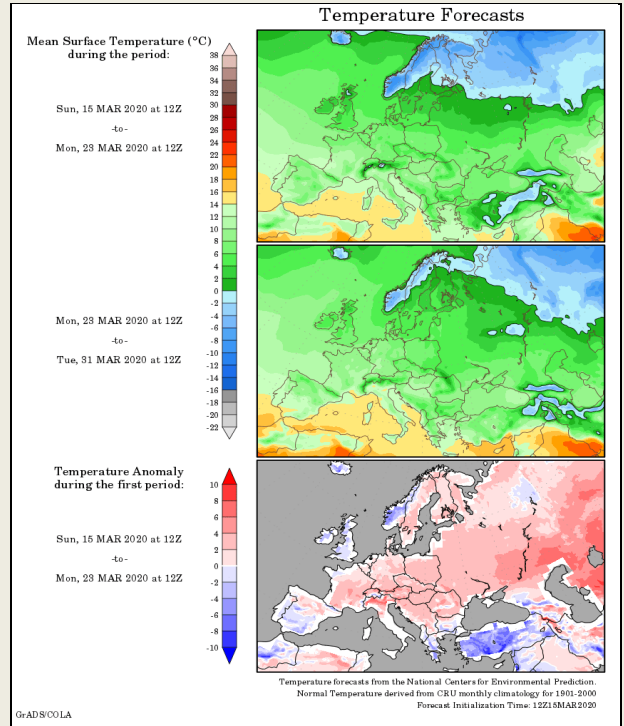 Temperature Forecasts
Mean Surface Temperature (°C)
during the period:
Sun, 15 MAR 2020 at 12Z
-to-
Mon, 23 MAR 2020 at 12Z
38
36
34
32
30
28
26
24
22
20
18
16
14
12
10
8
6
4
2
0
-2
-4
-6
-8
-10
-12
-14
-16
-18
-20
-22
Mon, 23 MAR 2020 at 12Z
-to-
Tue, 31 MAR 2020 at 12Z
Temperature Anomaly
during the first period:
Sun, 15 MAR 2020 at 12Z
-to-
Mon, 23 MAR 2020 at 12Z
10
8
6
4
2
0
-2
-4
-6
-8
-10
Temperature forecasts from the National Centers for Environmental Prediction.
Normal Temperature derived from CRU monthly climatology for 1901-2000
Forecast Initialization Time: 12Z15MAR2020
GrADS/COLA